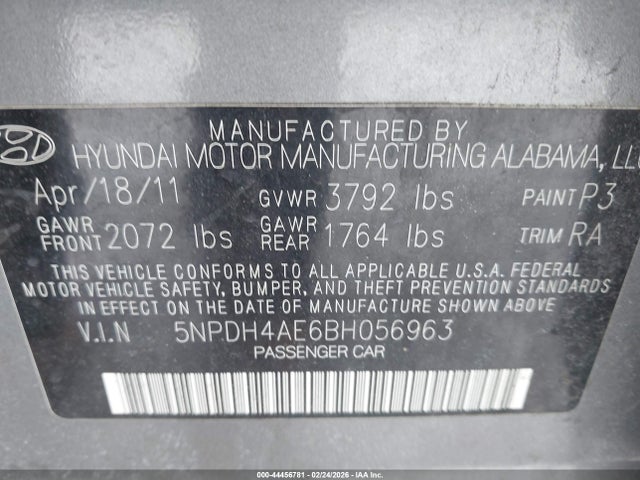 MANUFACTURED BY
HYUNDAI MOTOR MANUFACTURING ALABAMA, LLC
Apr/18/11 GVWR 3792 lbs PAINT P3
GAWR FRONT 2072 lbs GAWR REAR 1764 lbs TRIM RA
THIS VEHICLE CONFORMS TO ALL APPLICABLE U.S.A. FEDERAL
MOTOR VEHICLE SAFETY, BUMPER, AND THEFT PREVENTION STANDARDS
IN EFFECT ON THE DATE OF MANUFACTURE SHOWN ABOVE
V.I.N 5NPDH4AE6BH056963
PASSENGER CAR
000-44456781 - 02/24/2026 - IAA Inc.